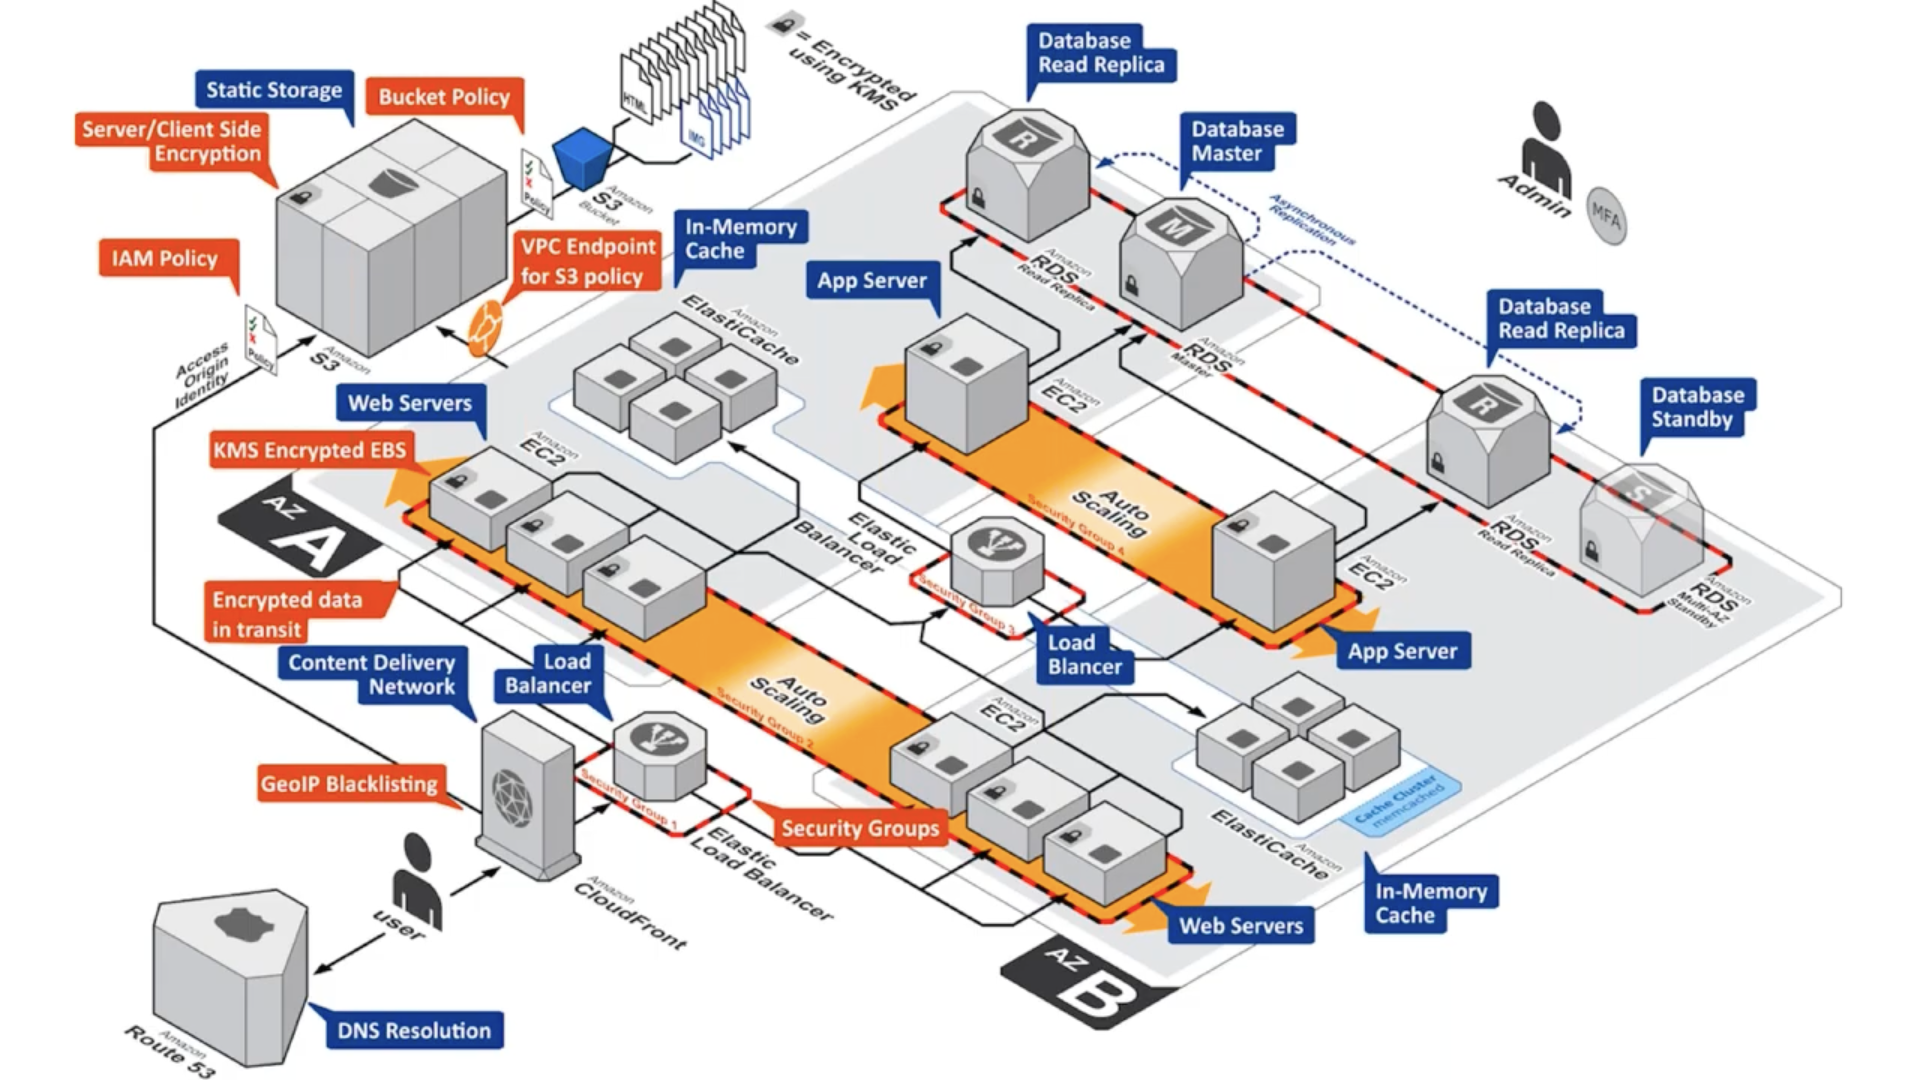 Static Storage
Bucket Policy
Server/Client Side
Encryption
IAM Policy
HTML
IMG
Policy
Amazon
S3
Bucket
= Encrypted
using KMS
VPC Endpoint
for S3 policy
Policy
Access
Origin
Identity
Amazon
S3
Database
Read Replica
R
Database
Master
M
Asynchronous
Replication
Admin
MFA
In-Memory
Cache
Amazon
ElastiCache
App Server
Amazon
RDS
Read Replica
Amazon
RDS
Master
Database
Read Replica
R
Database
Standby
S
Amazon
RDS
Read Replica
Amazon
RDS
Multi-AZ
Standby
Web Servers
KMS Encrypted EBS
Amazon
EC2
AZ
A
Amazon
EC2
Auto
Scaling
Security Group 4
Elastic
Load
Balancer
Security Group 3
Load
Blancer
Amazon
EC2
App Server
Encrypted data
in transit
Content Delivery
Network
Load
Balancer
Auto
Scaling
Security Group 2
Amazon
EC2
GeoIP Blacklisting
Security Group 1
Security Groups
Elastic
Load Balancer
Cache Cluster
memcached
Amazon
ElastiCache
In-Memory
Cache
Web Servers
AZ
B
user
Amazon
CloudFront
DNS Resolution
Amazon
Route 53